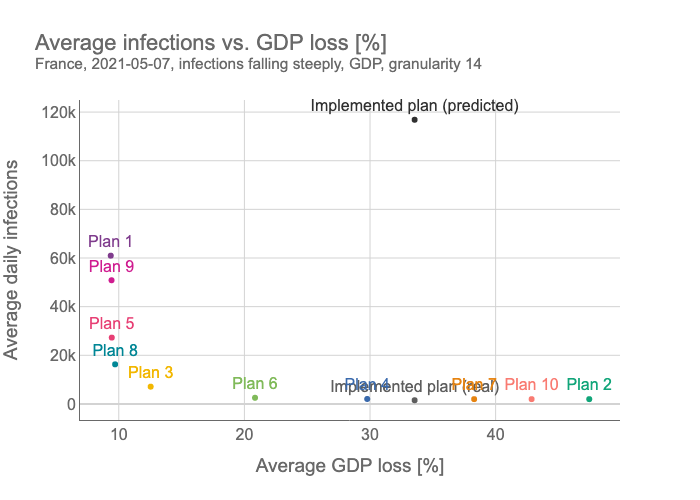 Average infections vs. GDP loss [%]
France, 2021-05-07, infections falling steeply, GDP, granularity 14
Average daily infections
120k
100k
80k
60k
40k
20k
0
Implemented plan (predicted)
Plan 1
Plan 9
Plan 5
Plan 8
Plan 3
Plan 6
Plan 4
Implemented plan (real)
Plan 7
Plan 10
Plan 2
10
20
30
40
Average GDP loss [%]